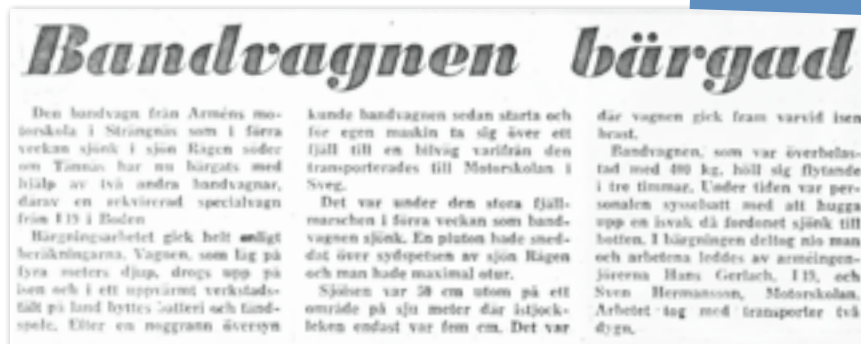 Bandvagnen bärgad
Den bandvagn från Arméns mo-
torskola i Strängnäs som i förra
veckan sjönk i sjön Rägen söder
om Tännäs har nu bärgats med
hjälp av två andra bandvagnar,
därav en rekvirerad specialvagn
från I 19 i Boden
Bärgningsarbetet gick helt enligt
beräkningarna. Vagnen, som låg på
fyra meters djup, drogs upp på
isen och i ett uppvärmt verkstads-
tält på land byttes batteri och tänd-
spole. Efter en noggrann översyn
kunde bandvagnen sedan starta och
för egen maskin ta sig över ett
fjäll till en bilväg varifrån den
transporterades till Motorskolan i
Sveg.
Det var under den stora fjäll-
marschen i förra veckan som band-
vagnen sjönk. En pluton hade sned-
dat över sydspetsen av sjön Rägen
och man hade maximal otur.
Sjöisen var 50 cm utom på ett
område på sju meter där istjock-
leken endast var fem cm. Det var
där vagnen gick fram varvid isen
brast.
Bandvagnen, som var överbelas-
tad med 400 kg, höll sig flytande
i tre timmar. Under tiden var per-
sonalen sysselsatt med att hugga
upp en isvak då fordonet sjönk till
botten. I bärgningen deltog nio man
och arbetena leddes av arméingen-
jörerna Hans Gerlach, I 19, och
Sven Hermansson, Motorskolan.
Arbetet tog med transporter två
dygn.